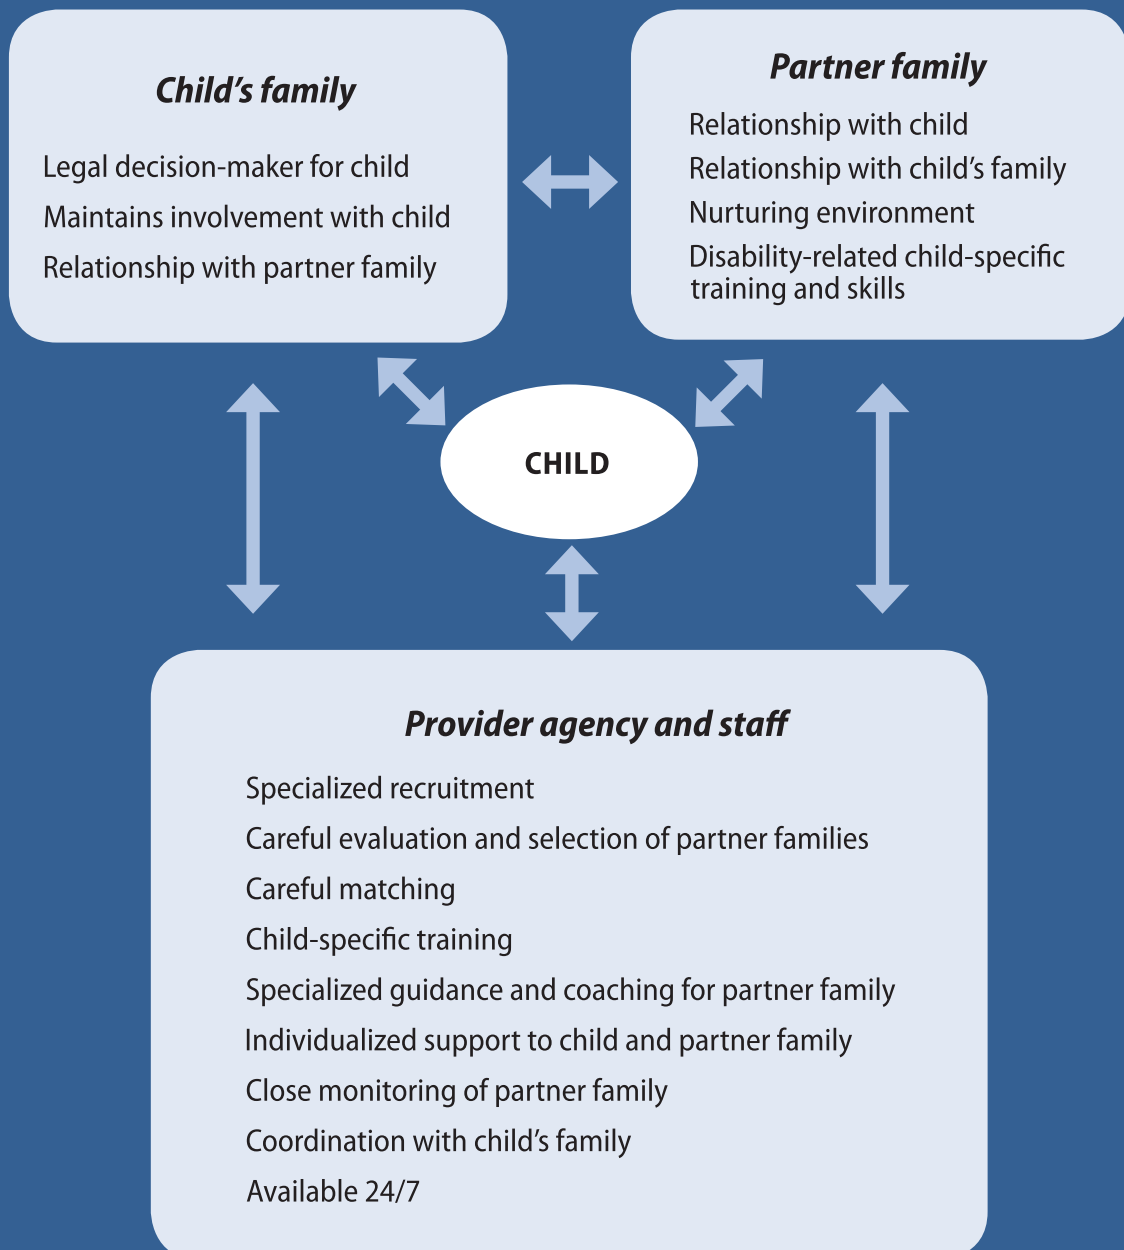 Child’s family
Legal decision-maker for child
Maintains involvement with child
Relationship with partner family
Partner family
Relationship with child
Relationship with child’s family
Nurturing environment
Disability-related child-specific
training and skills
CHILD
Provider agency and staff
Specialized recruitment
Careful evaluation and selection of partner families
Careful matching
Child-specific training
Specialized guidance and coaching for partner family
Individualized support to child and partner family
Close monitoring of partner family
Coordination with child’s family
Available 24/7